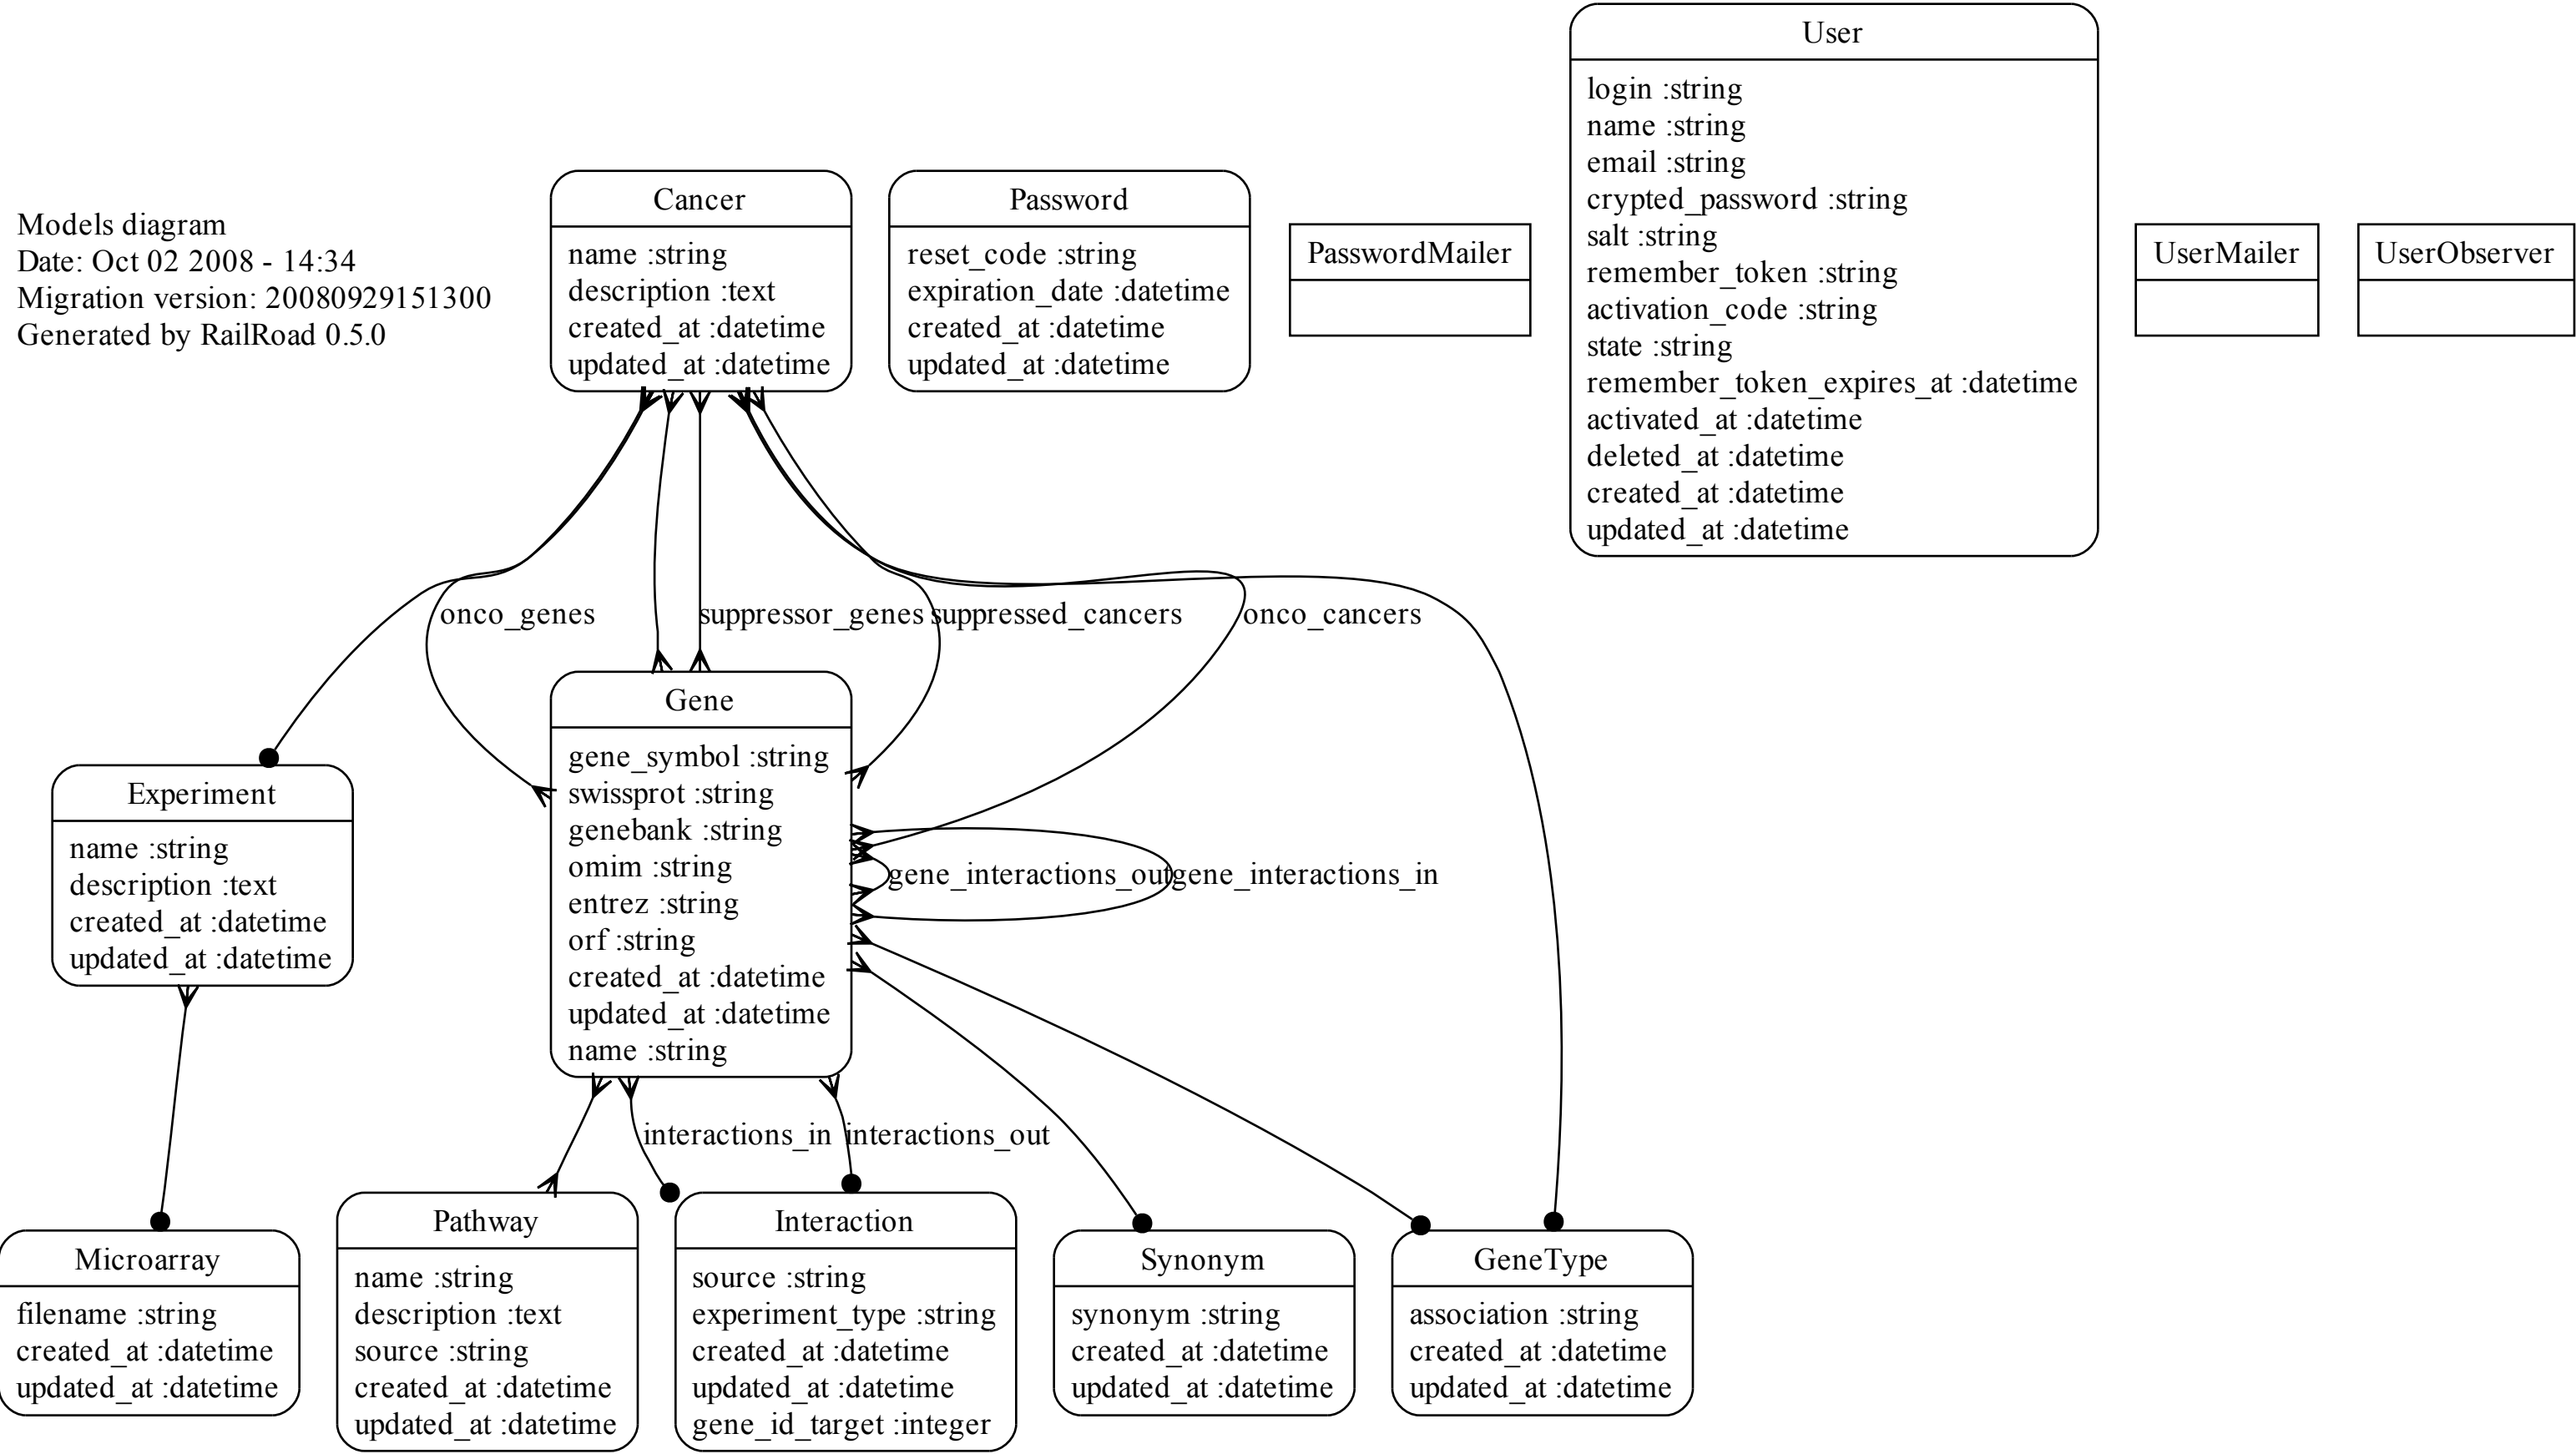 Models diagram
Date: Oct 02 2008 - 14:34
Migration version: 20080929151300
Generated by RailRoad 0.5.0
Cancer
name :string
description :text
created_at :datetime
updated_at :datetime
Password
reset_code :string
expiration_date :datetime
created_at :datetime
updated_at :datetime
PasswordMailer
User
login :string
name :string
email :string
crypted_password :string
salt :string
remember_token :string
activation_code :string
state :string
remember_token_expires_at :datetime
activated_at :datetime
deleted_at :datetime
created_at :datetime
updated_at :datetime
UserMailer
UserObserver
onco_genes
suppressor_genes
suppressed_cancers
onco_cancers
Experiment
name :string
description :text
created_at :datetime
updated_at :datetime
Gene
gene_symbol :string
swissprot :string
genebank :string
omim :string
entrez :string
orf :string
created_at :datetime
updated_at :datetime
name :string
gene_interactions_out
gene_interactions_in
interactions_in
interactions_out
Microarray
filename :string
created_at :datetime
updated_at :datetime
Pathway
name :string
description :text
source :string
created_at :datetime
updated_at :datetime
Interaction
source :string
experiment_type :string
created_at :datetime
updated_at :datetime
gene_id_target :integer
Synonym
synonym :string
created_at :datetime
updated_at :datetime
GeneType
association :string
created_at :datetime
updated_at :datetime